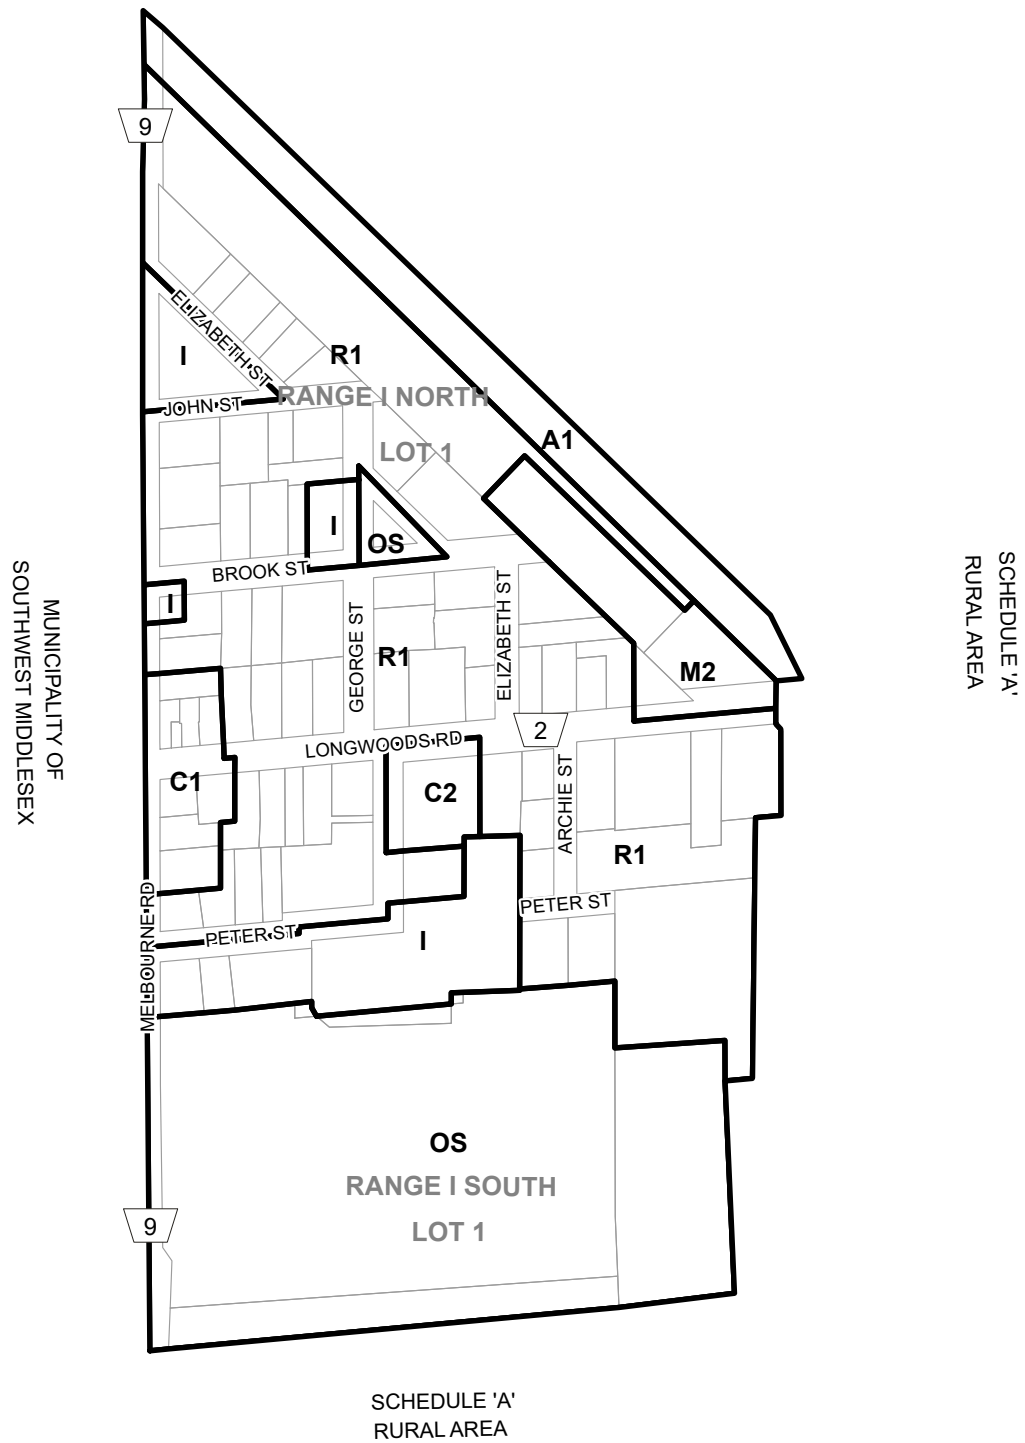 9
ELIZABETH ST
I
R1
RANGE I NORTH
JOHN ST
A1
LOT 1
I
OS
BROOK ST
I
GEORGE ST
ELIZABETH ST
R1
M2
MUNICIPALITY OF
SOUTHWEST MIDDLESEX
SCHEDULE 'A'
RURAL AREA
2
LONGWOODS RD
C1
C2
ARCHIE ST
R1
MELBOURNE RD
PETER ST
PETER ST
I
OS
RANGE I SOUTH
LOT 1
9
SCHEDULE 'A'
RURAL AREA